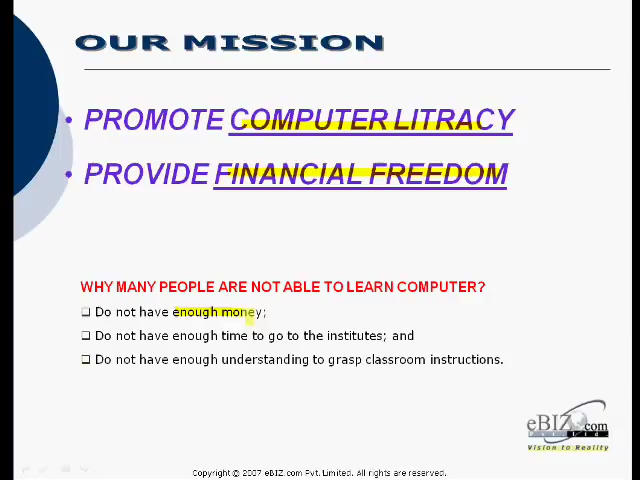 OUR MISSION
• PROMOTE COMPUTER LITRACY
• PROVIDE FINANCIAL FREEDOM
WHY MANY PEOPLE ARE NOT ABLE TO LEARN COMPUTER?
❑ Do not have enough money;
❑ Do not have enough time to go to the institutes; and
❑ Do not have enough understanding to grasp classroom instructions.
eBIZ.com
Pvt. Ltd.
Vision to Reality
Copyright © 2007 eBIZ.com Pvt. Limited. All rights are reserved.